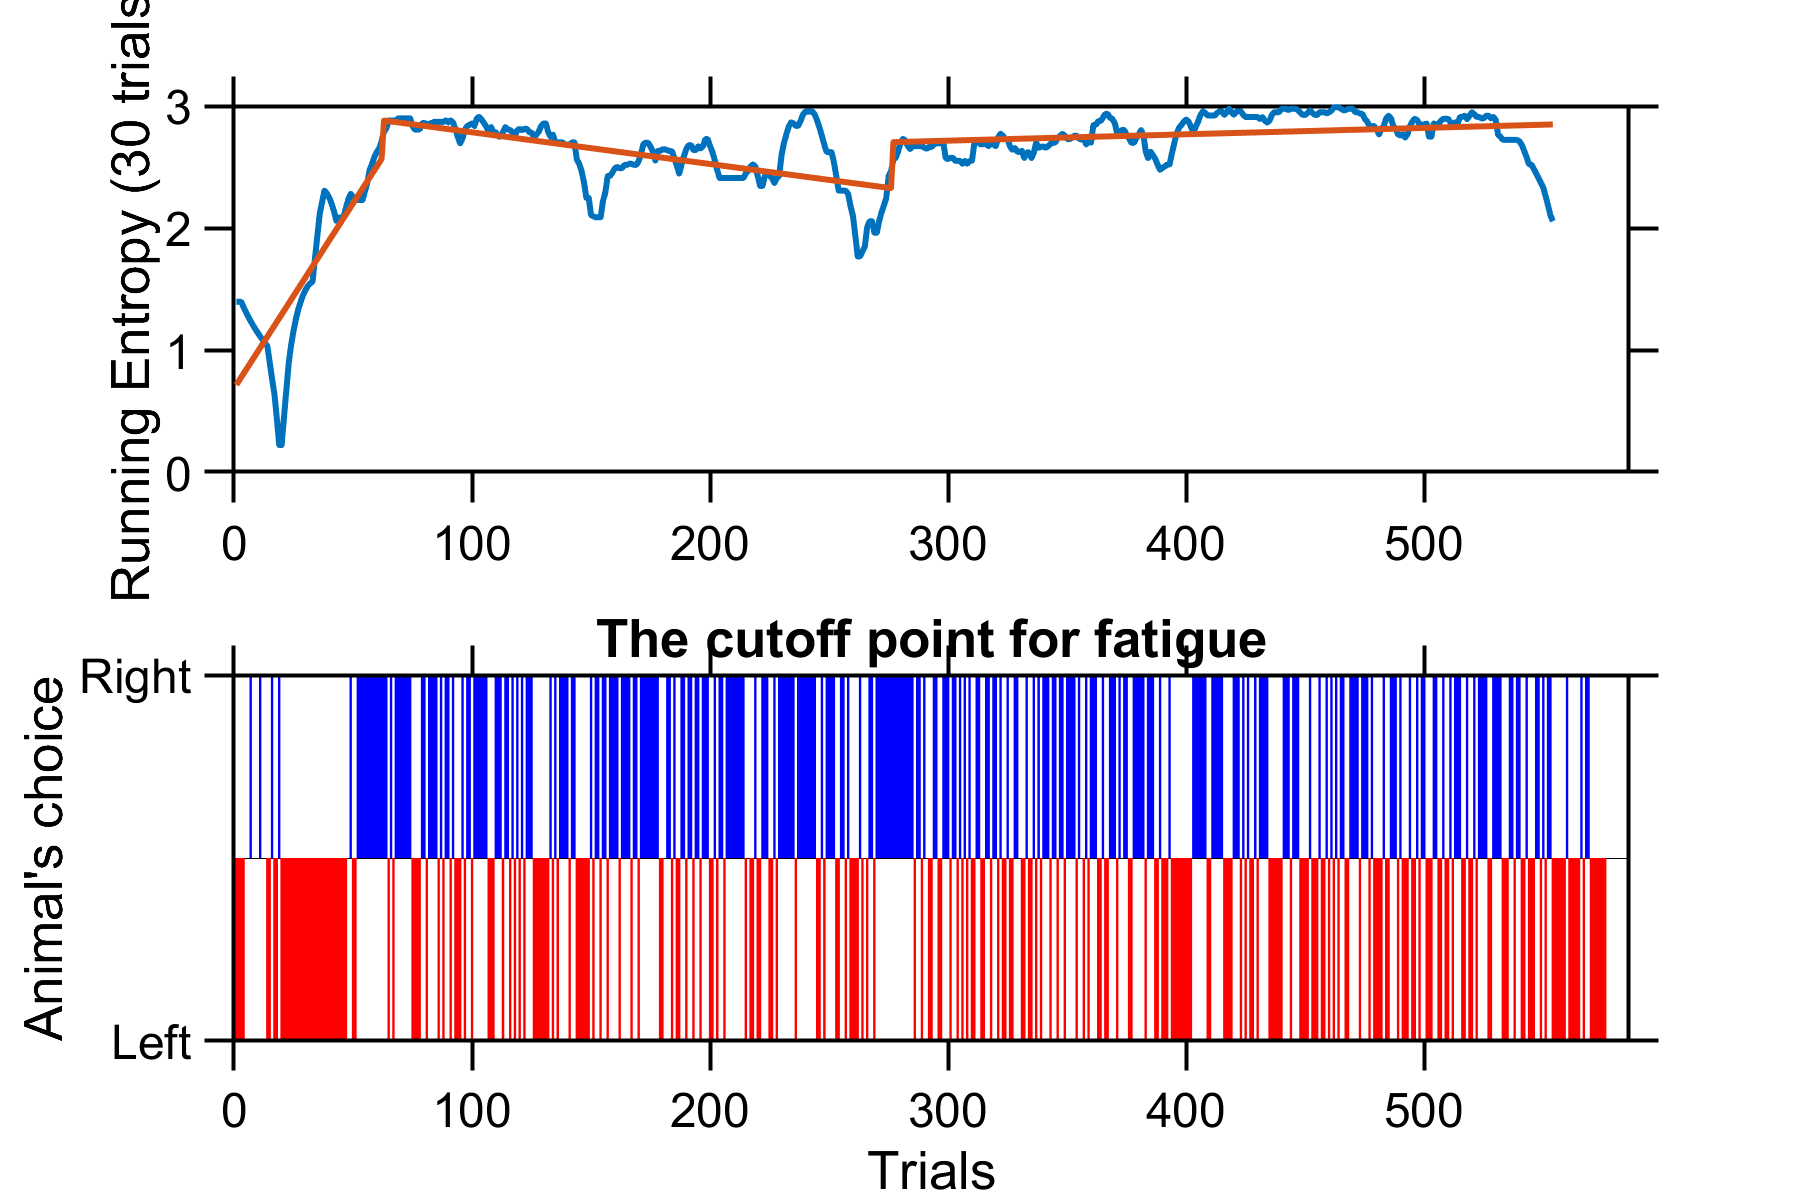 Running Entropy (30 trials
3
2
1
0
0 100 200 300 400 500
The cutoff point for fatigue
Animal's choice
Right
Left
0 100 200 300 400 500
Trials